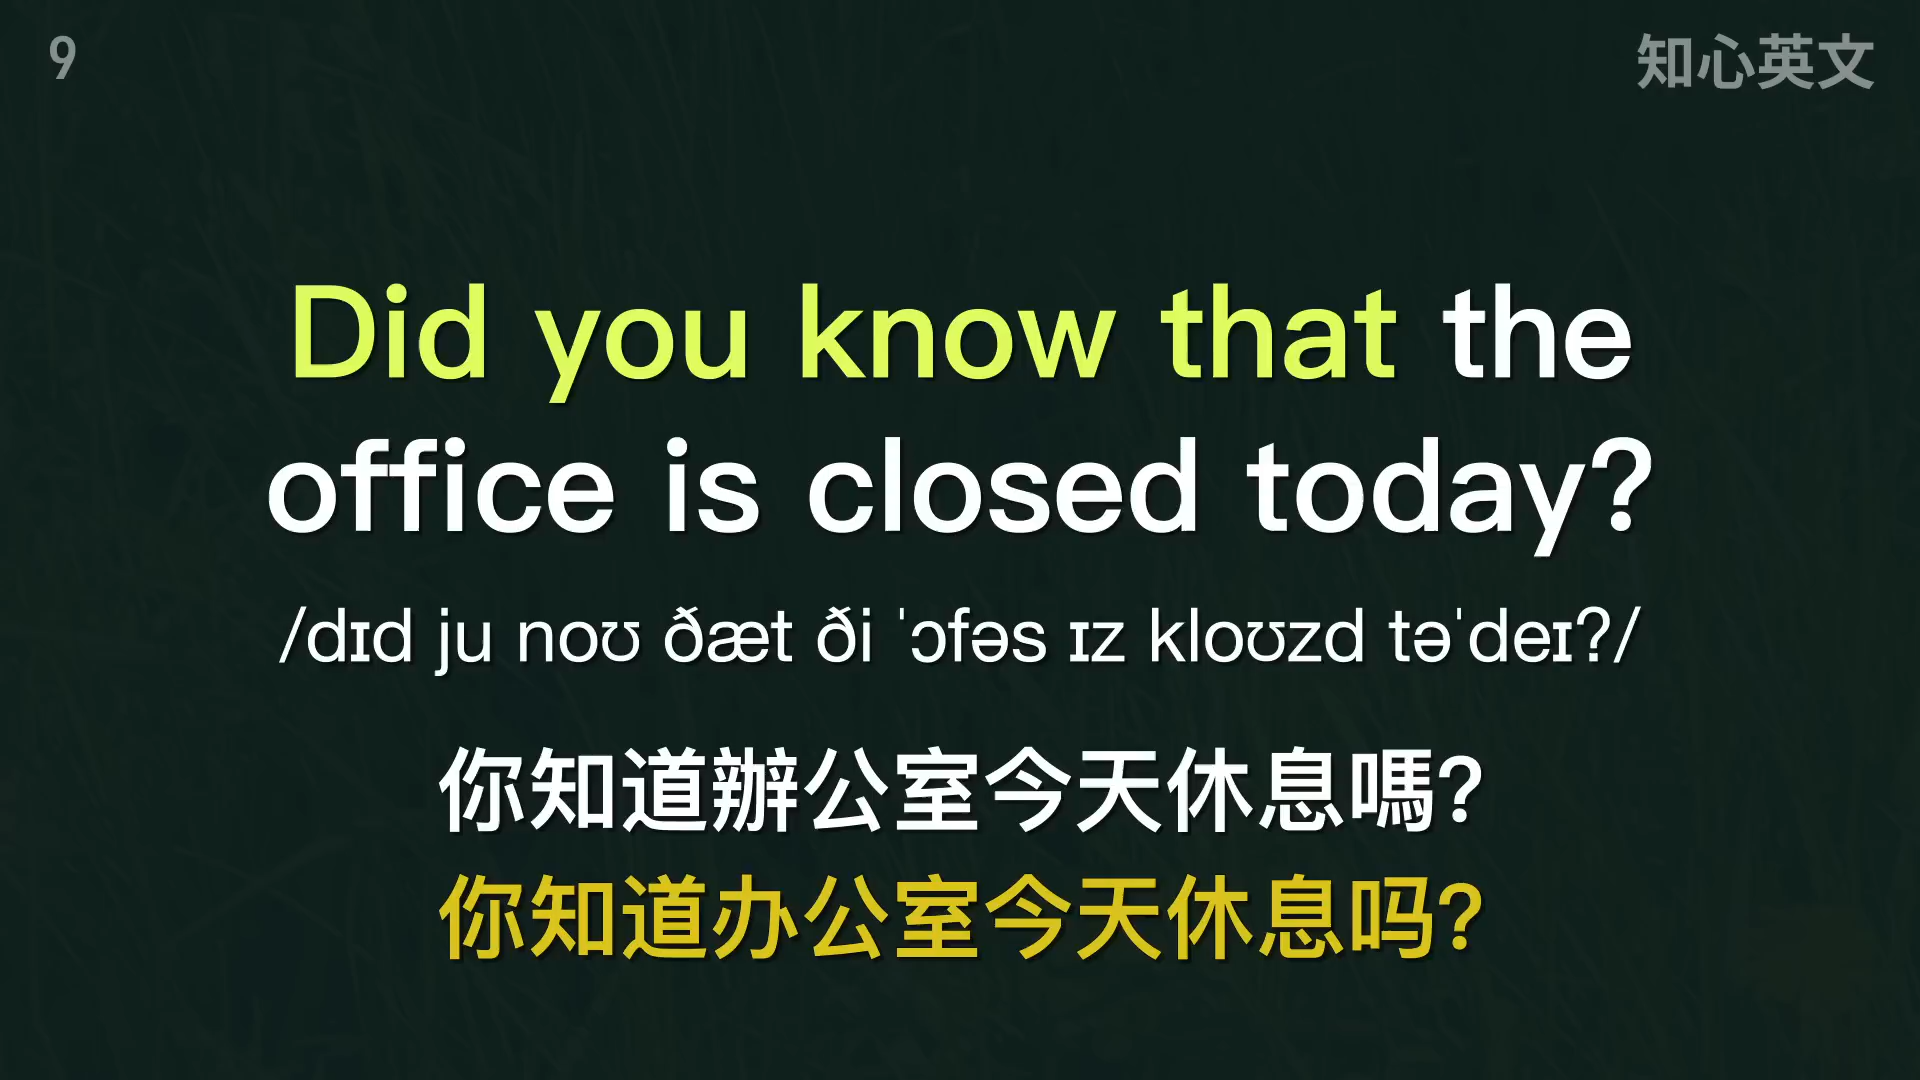 9
知心英文
Did you know that the
office is closed today?
/dɪd ju noʊ ðæt ði ˈɔfəs ɪz kloʊzd təˈdeɪ?/
你知道辦公室今天休息嗎?
你知道办公室今天休息吗?